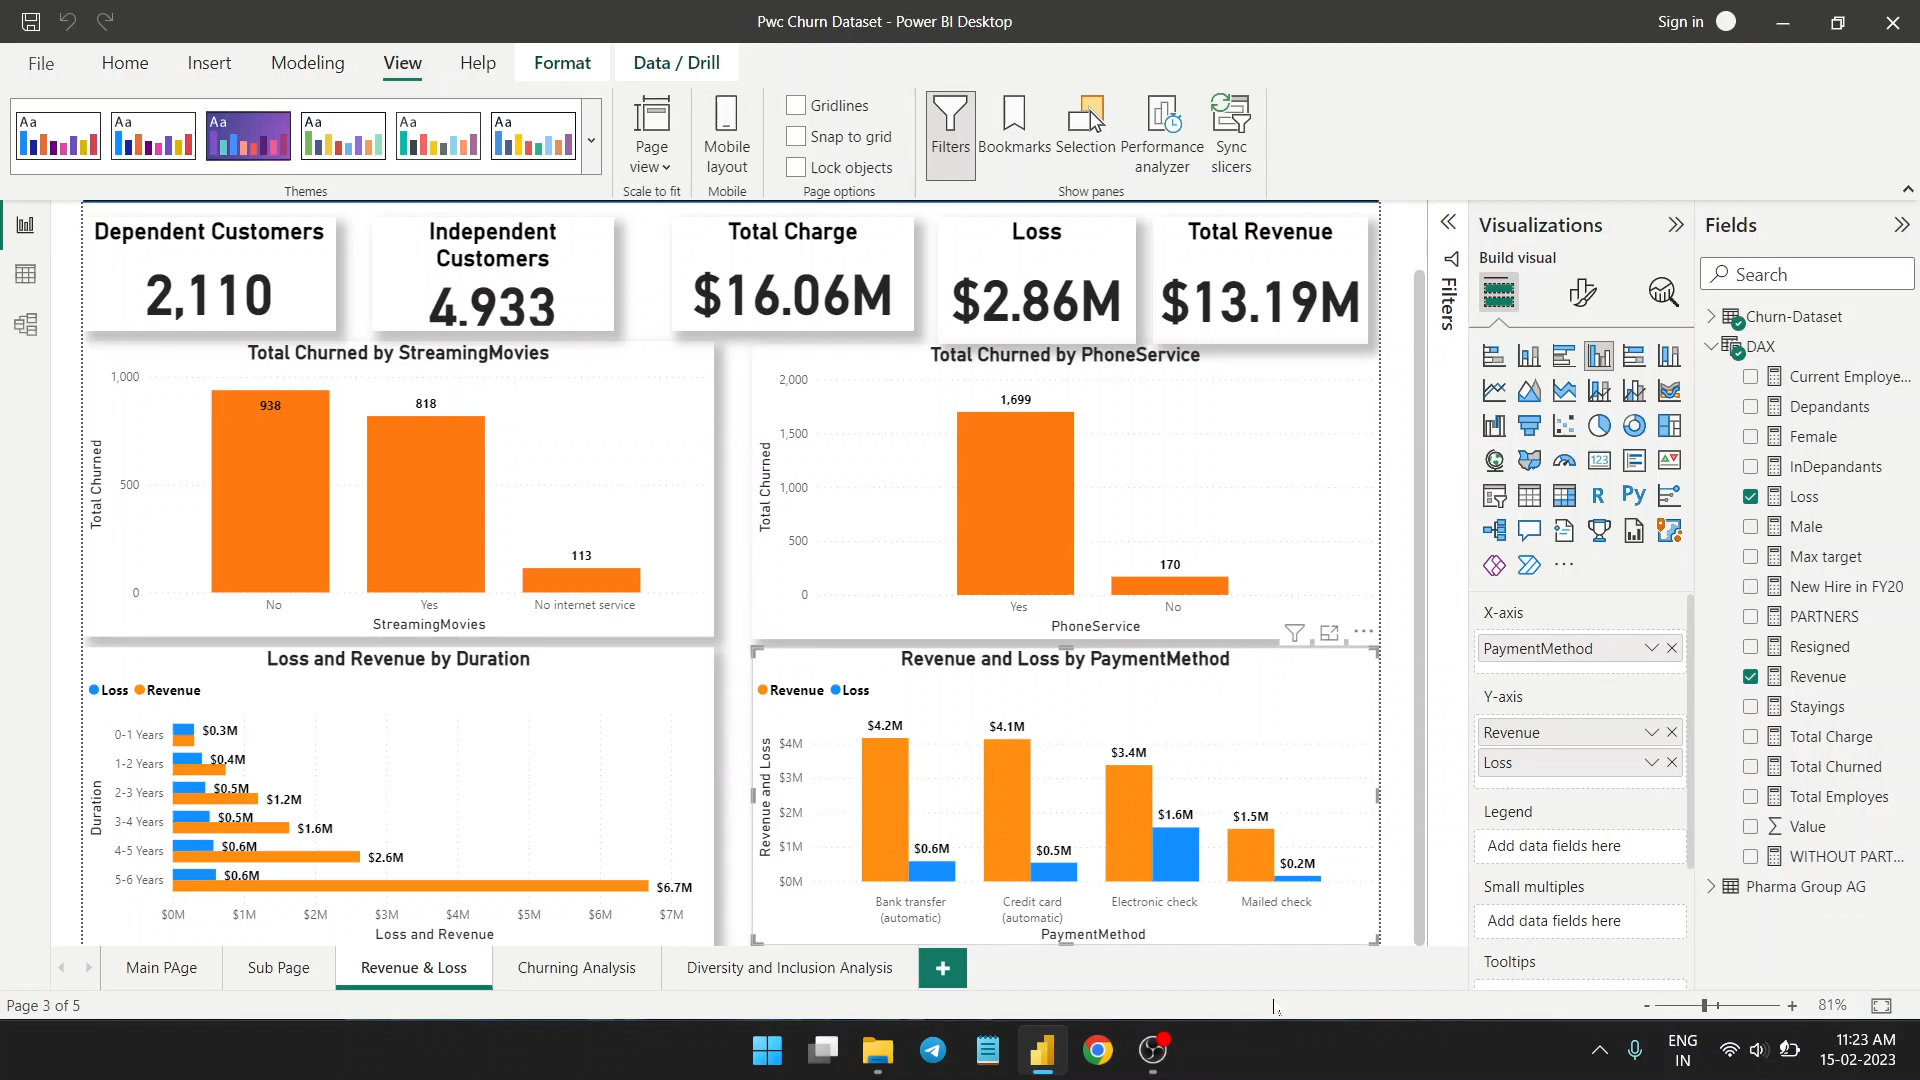 Pwc Churn Dataset - Power BI Desktop
Sign in
File Home Insert Modeling View Help Format Data / Drill
Aa Aa Aa Aa Aa Aa
Page view
Mobile layout
Gridlines
Snap to grid
Lock objects
Filters Bookmarks Selection Performance analyzer Sync slicers
Themes Scale to fit Mobile Page options Show panes
Dependent Customers
2,110
Independent Customers
4,933
Total Charge
$16.06M
Loss
$2.86M
Total Revenue
$13.19M
Total Churned by StreamingMovies
Total Churned
1,000
500
0
938
818
113
No Yes No internet service
StreamingMovies
Total Churned by PhoneService
Total Churned
2,000
1,500
1,000
500
0
1,699
170
Yes No
PhoneService
Loss and Revenue by Duration
Loss Revenue
Duration
0-1 Years $0.3M
1-2 Years $0.4M
2-3 Years $0.5M $1.2M
3-4 Years $0.5M $1.6M
4-5 Years $0.6M $2.6M
5-6 Years $0.6M $6.7M
$0M $1M $2M $3M $4M $5M $6M $7M
Loss and Revenue
Revenue and Loss by PaymentMethod
Revenue Loss
Revenue and Loss
$4M
$3M
$2M
$1M
$0M
$4.2M $0.6M
$4.1M $0.5M
$3.4M $1.6M
$1.5M $0.2M
Bank transfer (automatic)
Credit card (automatic)
Electronic check
Mailed check
PaymentMethod
Filters
Visualizations
Build visual
123
R Py
X-axis
PaymentMethod
Y-axis
Revenue
Loss
Legend
Add data fields here
Small multiples
Add data fields here
Tooltips
Fields
Search
Churn-Dataset
DAX
Current Employe...
Depandants
Female
InDepandants
Loss
Male
Max target
New Hire in FY20
PARTNERS
Resigned
Revenue
Stayings
Total Charge
Total Churned
Total Employes
Value
WITHOUT PART...
Pharma Group AG
Main PAge Sub Page Revenue & Loss Churning Analysis Diversity and Inclusion Analysis +
Page 3 of 5
- + 81%
ENG
IN
11:23 AM
15-02-2023